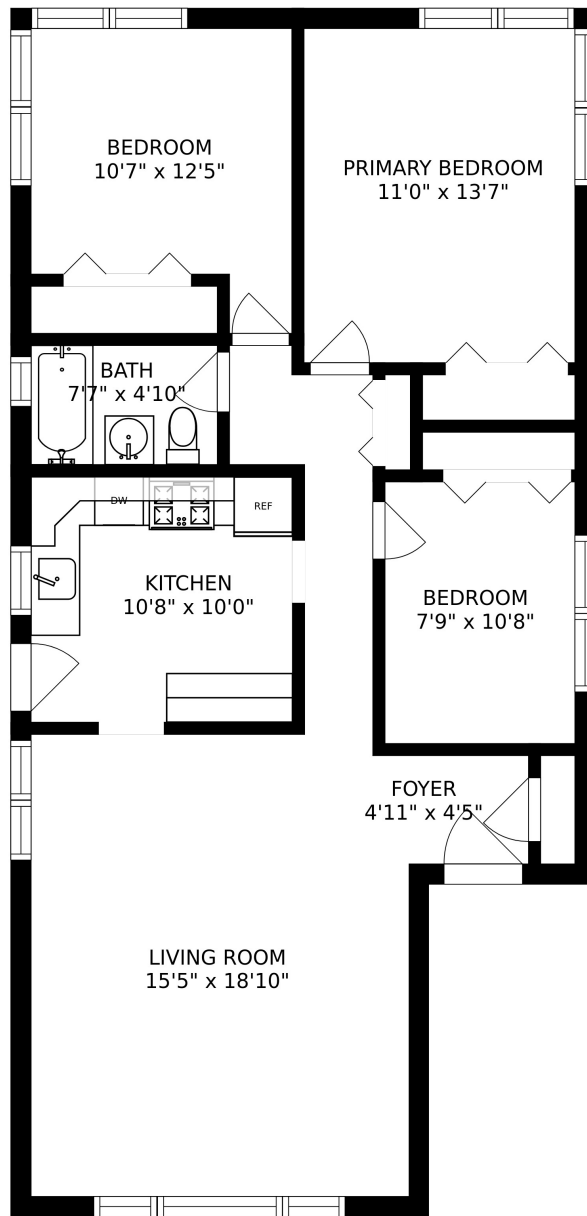 BEDROOM
10'7" x 12'5"
PRIMARY BEDROOM
11'0" x 13'7"
BATH
7'7" x 4'10"
DW
REF
KITCHEN
10'8" x 10'0"
BEDROOM
7'9" x 10'8"
FOYER
4'11" x 4'5"
LIVING ROOM
15'5" x 18'10"